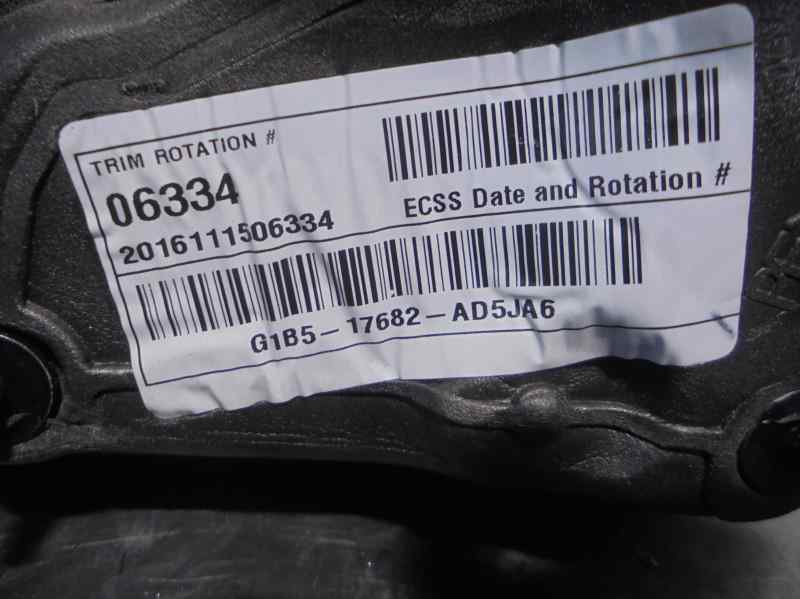 TRIM ROTATION #
06334
2016111506334
ECSS Date and Rotation #
G1B5-17682-AD5JA6